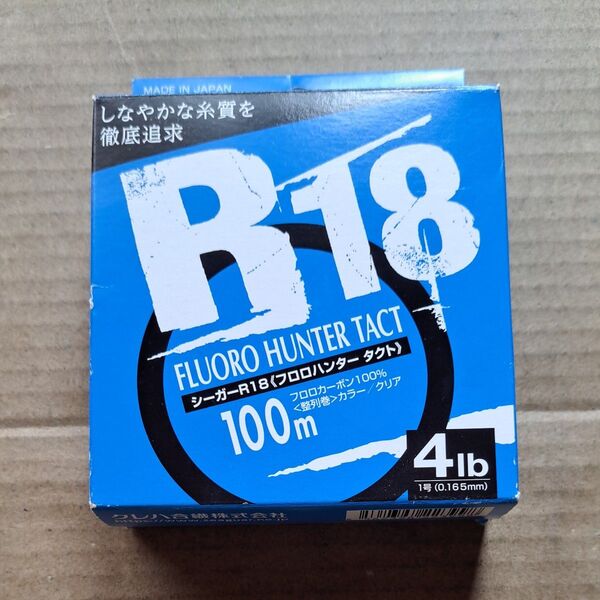 MADE IN JAPAN
しなやかな糸質を
徹底追求
R18
FLUORO HUNTER TACT
シーガーR18《フロロハンター タクト》
100m
フロロカーボン100%
<整列巻>カラー/クリア
4lb
1号(0.165mm)
クレハ合繊株式会社